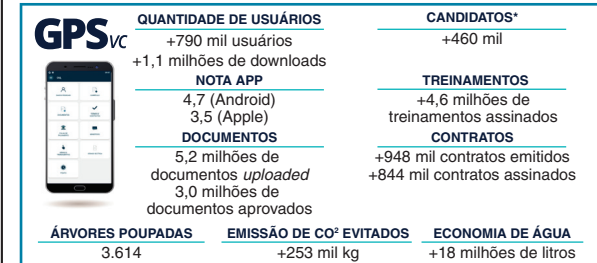 GPSvc
QUANTIDADE DE USUÁRIOS
+790 mil usuários
+1,1 milhões de downloads
NOTA APP
4,7 (Android)
3,5 (Apple)
DOCUMENTOS
5,2 milhões de
documentos uploaded
3,0 milhões de
documentos aprovados
CANDIDATOS*
+460 mil
TREINAMENTOS
+4,6 milhões de
treinamentos assinados
CONTRATOS
+948 mil contratos emitidos
+844 mil contratos assinados
ÁRVORES POUPADAS
3.614
EMISSÃO DE CO² EVITADOS
+253 mil kg
ECONOMIA DE ÁGUA
+18 milhões de litros